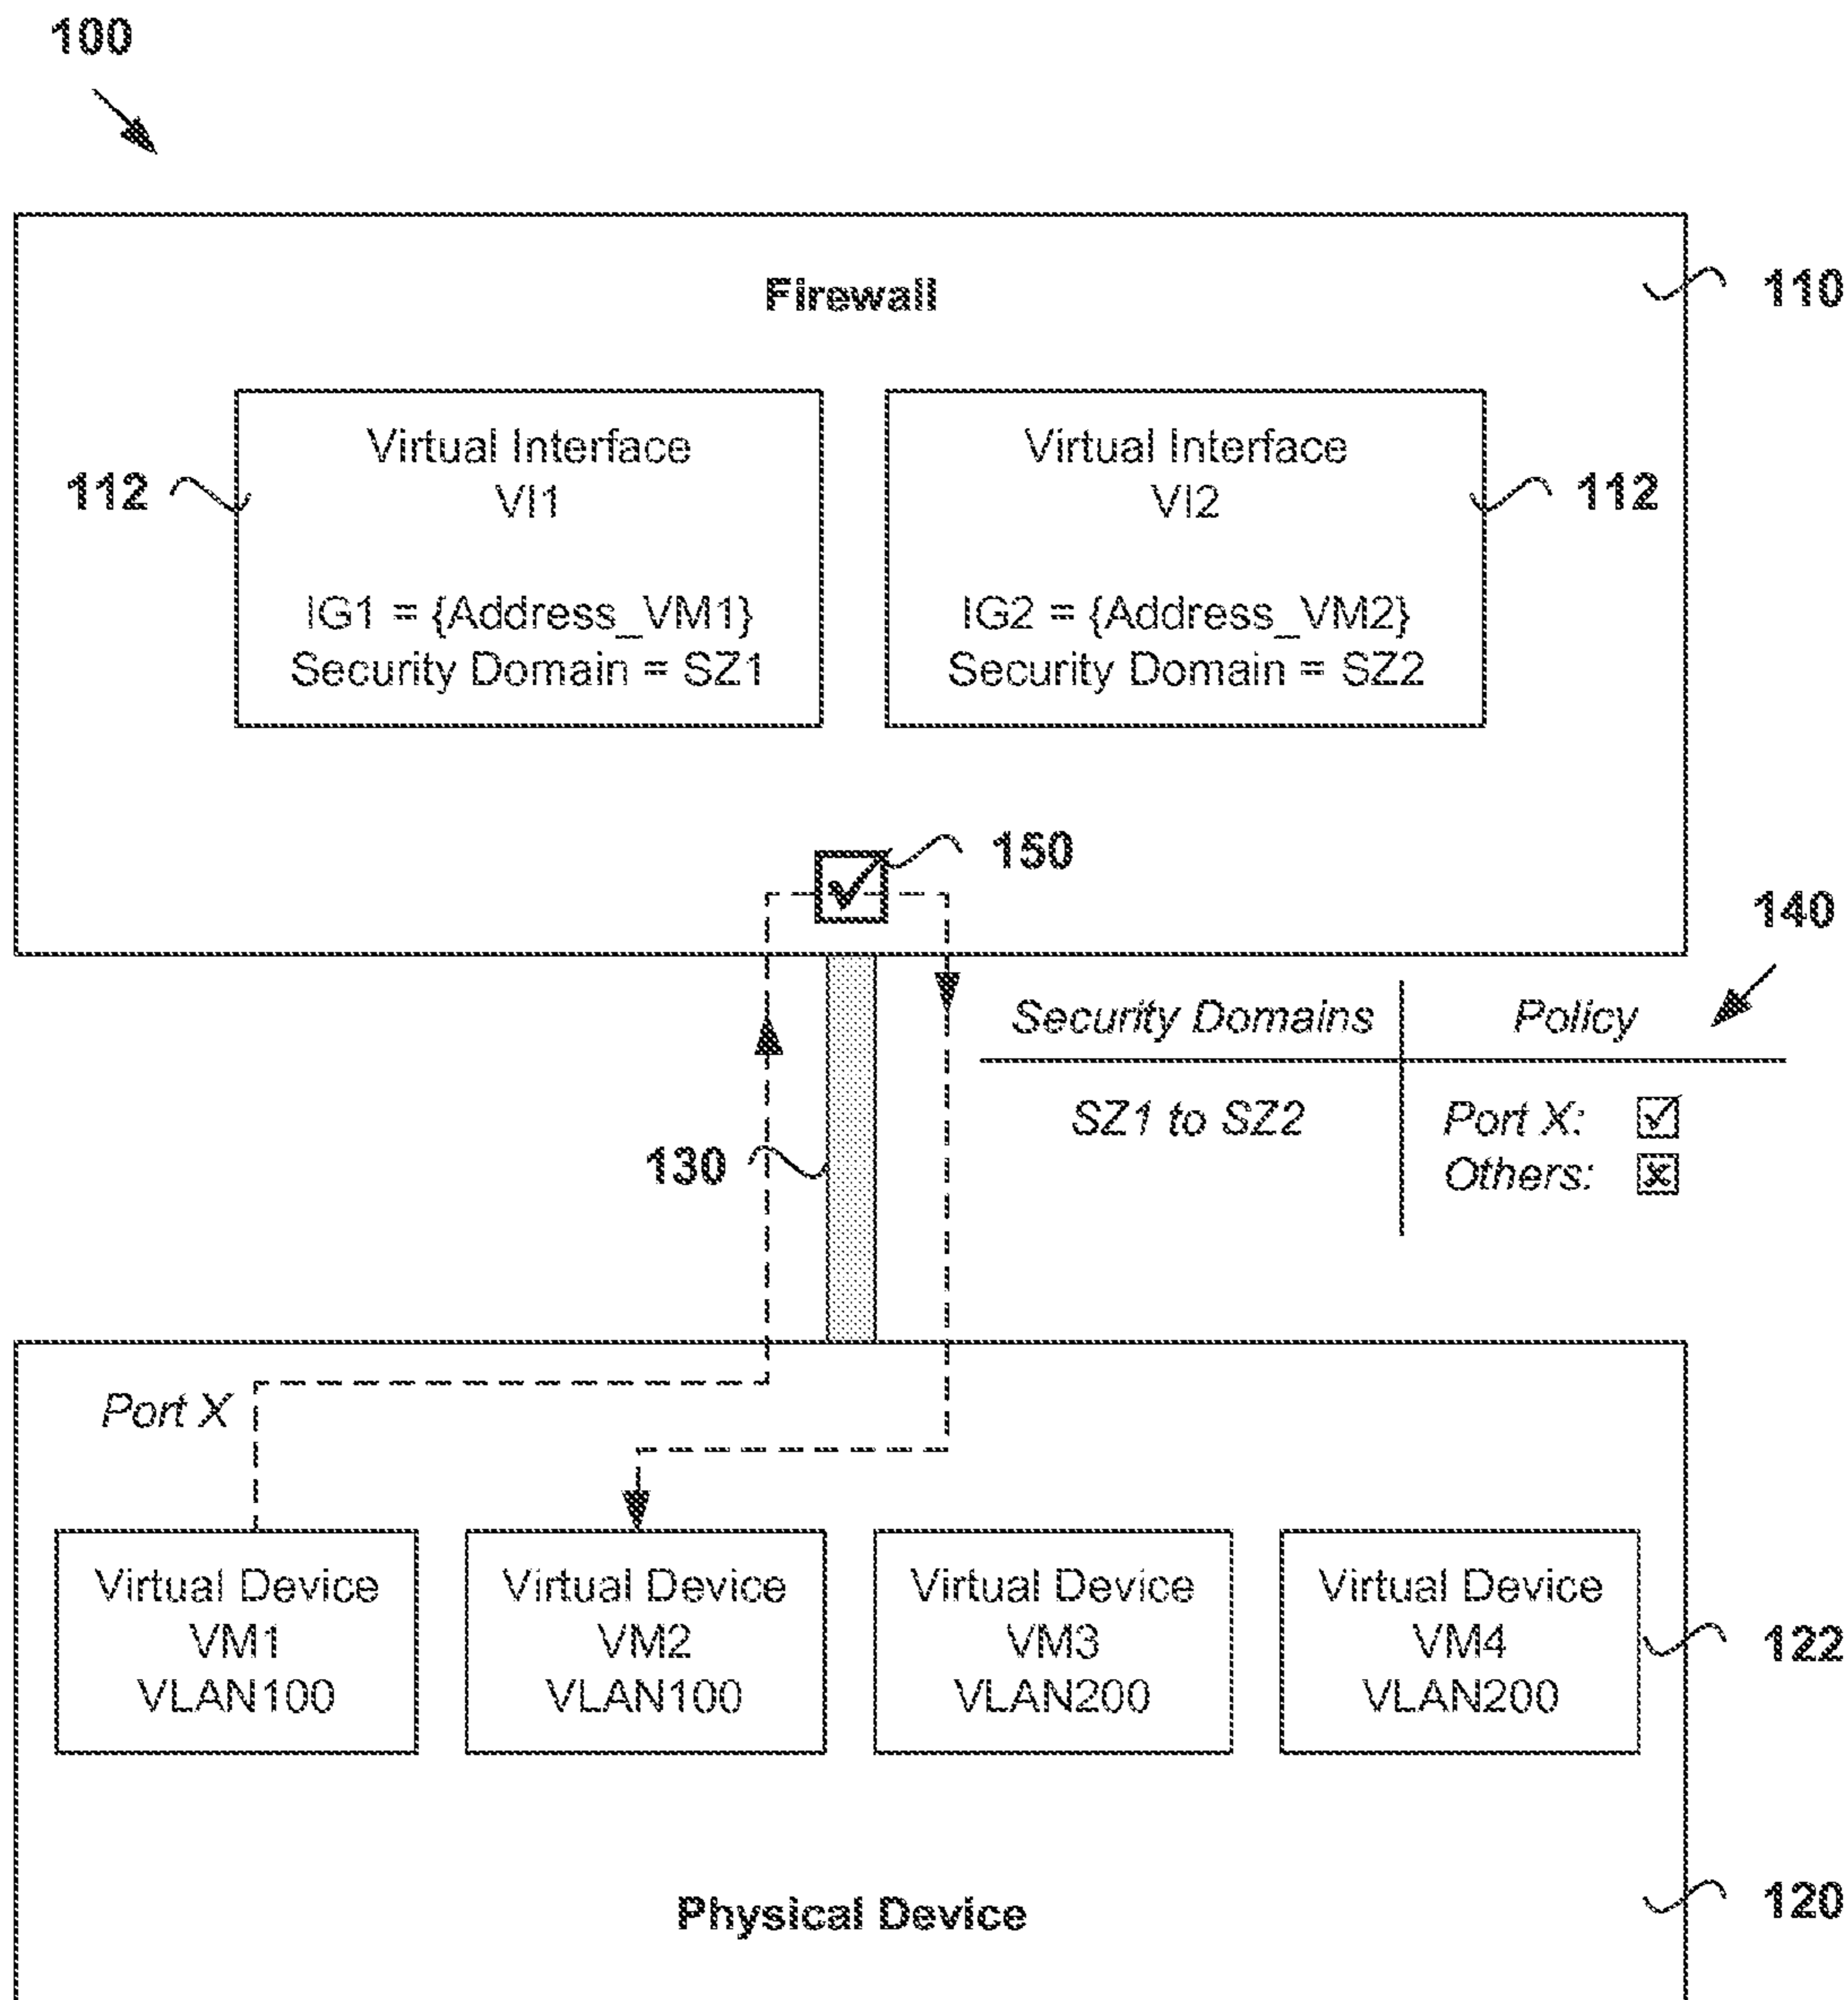 100
Firewall
110
Virtual Interface
VI1
IG1 = {Address_VM1}
Security Domain = SZ1
112
Virtual Interface
VI2
IG2 = {Address_VM2}
Security Domain = SZ2
112
150
140
Security Domains Policy
SZ1 to SZ2 Port X:
Others:
130
Port X
Virtual Device
VM1
VLAN100
Virtual Device
VM2
VLAN100
Virtual Device
VM3
VLAN200
Virtual Device
VM4
VLAN200
122
Physical Device
120